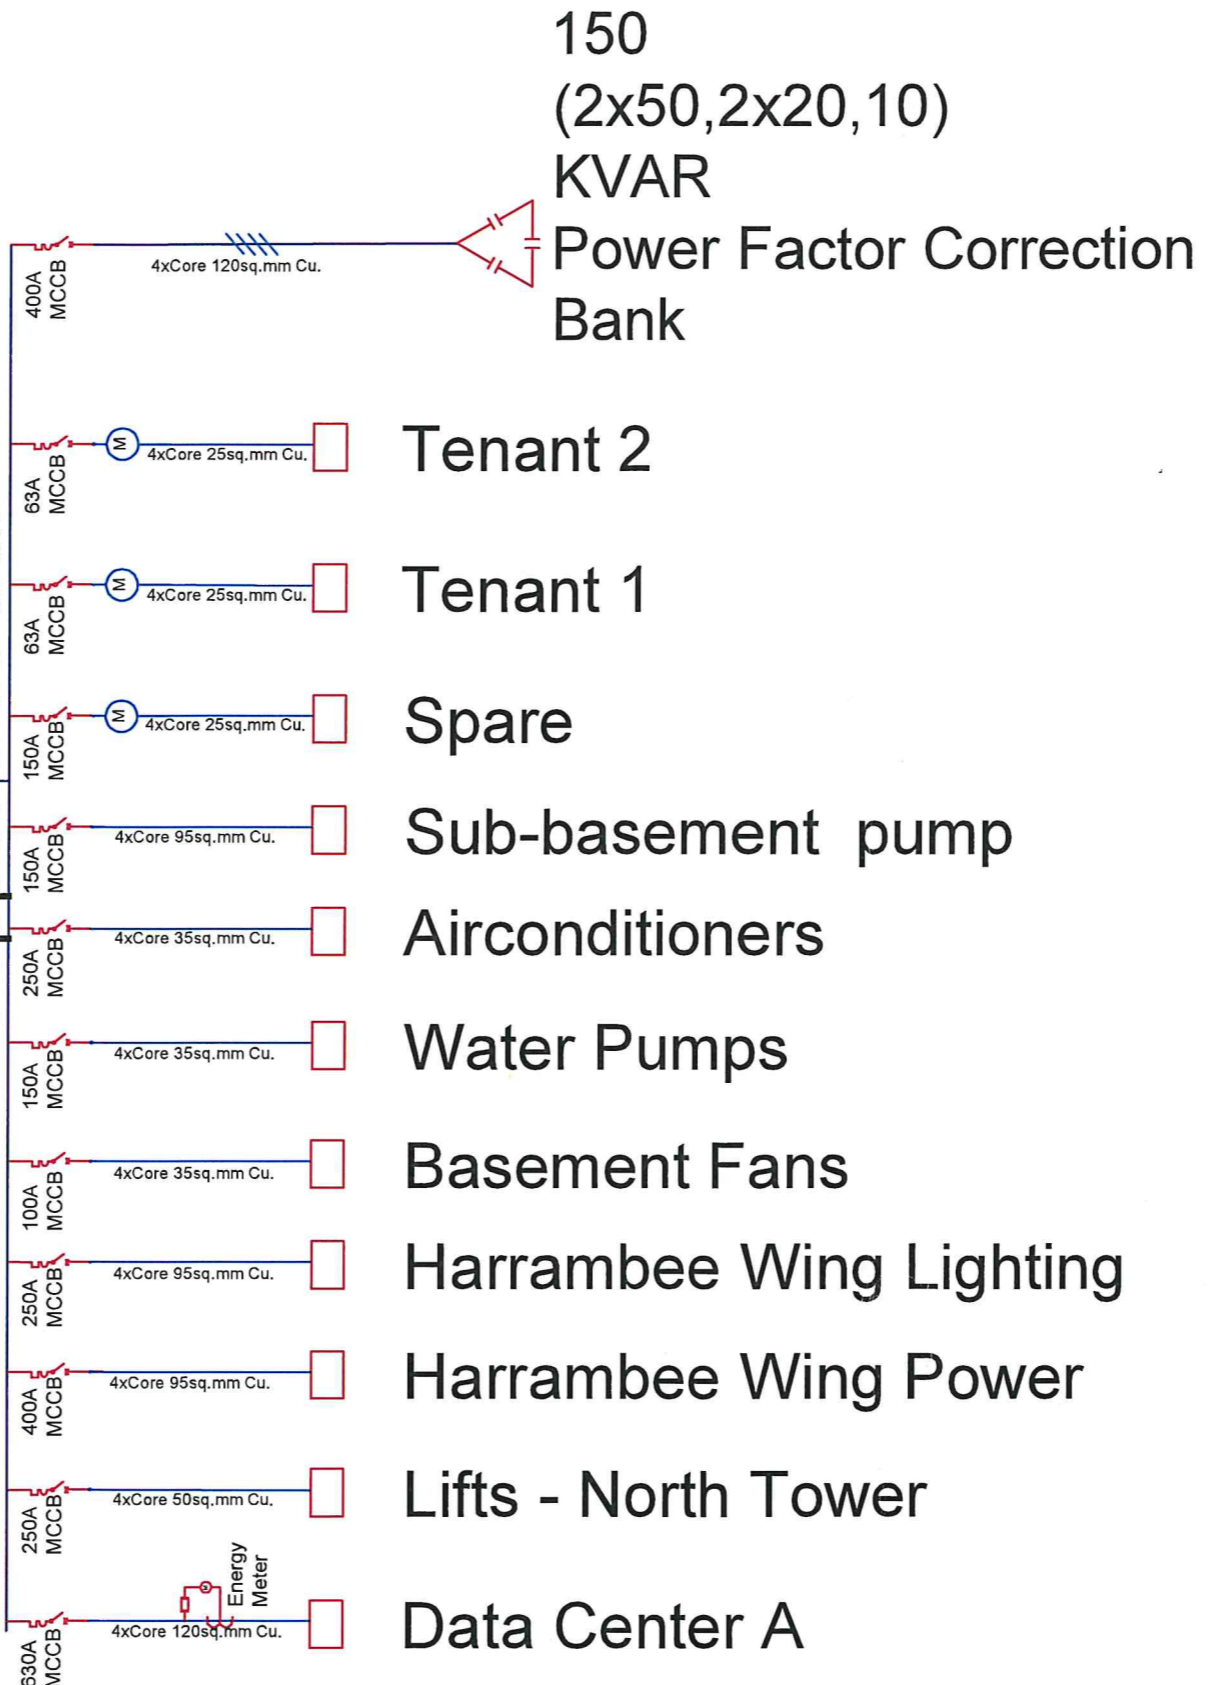 150
(2x50,2x20,10)
KVAR
Power Factor Correction
Bank
400A
MCCB
4xCore 120sq.mm Cu.
63A
MCCB
M
4xCore 25sq.mm Cu.
Tenant 2
63A
MCCB
M
4xCore 25sq.mm Cu.
Tenant 1
150A
MCCB
M
4xCore 25sq.mm Cu.
Spare
150A
MCCB
4xCore 95sq.mm Cu.
Sub-basement pump
250A
MCCB
4xCore 35sq.mm Cu.
Airconditioners
150A
MCCB
4xCore 35sq.mm Cu.
Water Pumps
100A
MCCB
4xCore 35sq.mm Cu.
Basement Fans
250A
MCCB
4xCore 95sq.mm Cu.
Harrambee Wing Lighting
400A
MCCB
4xCore 95sq.mm Cu.
Harrambee Wing Power
250A
MCCB
4xCore 50sq.mm Cu.
Lifts - North Tower
630A
MCCB
4xCore 120sq.mm Cu.
Energy
Meter
Data Center A